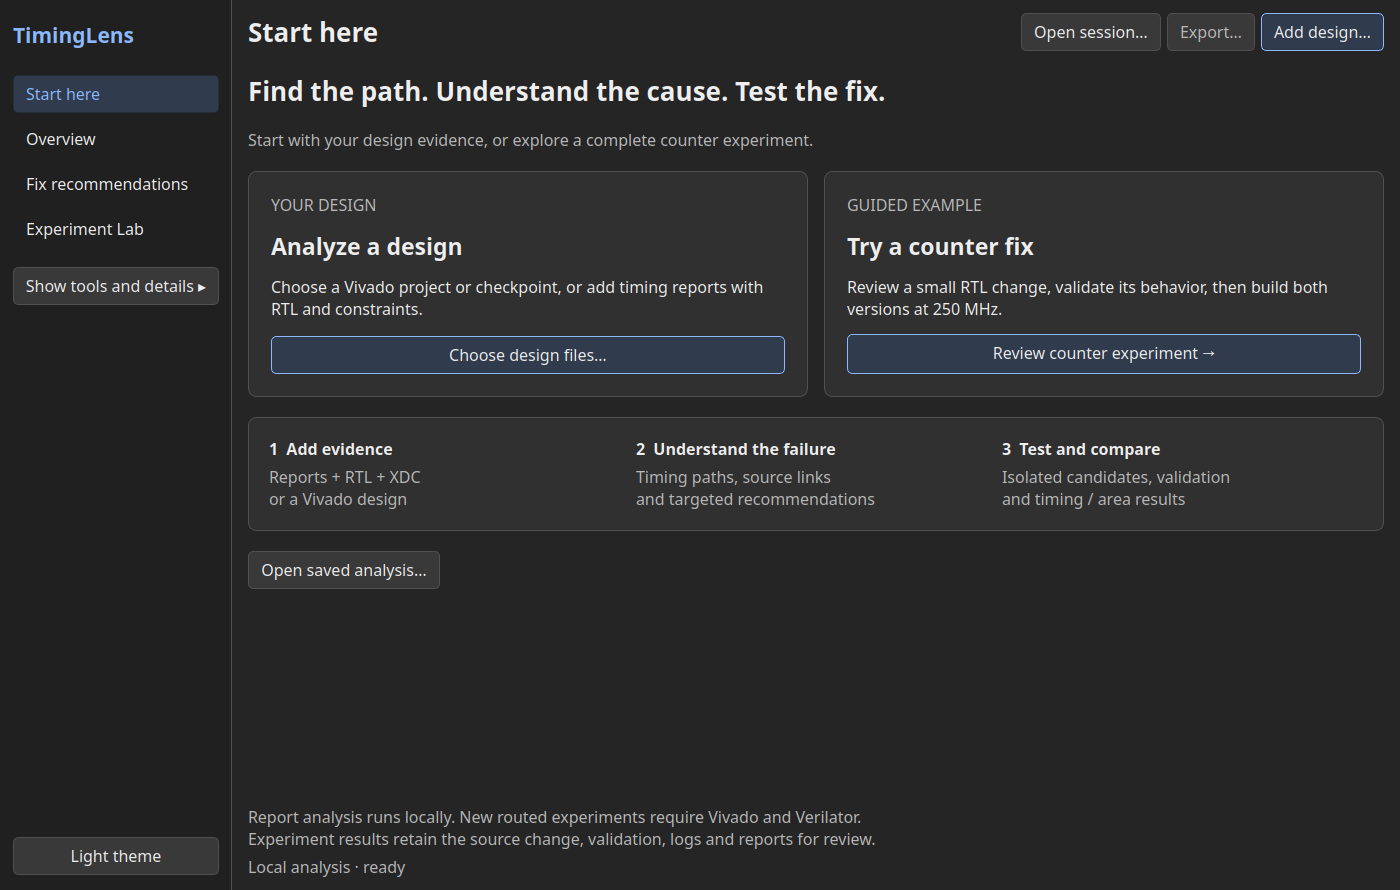 TimingLens
Start here
Overview
Fix recommendations
Experiment Lab
Show tools and details ▸
Light theme
Start here
Open session...
Export...
Add design...
Find the path. Understand the cause. Test the fix.
Start with your design evidence, or explore a complete counter experiment.
YOUR DESIGN
Analyze a design
Choose a Vivado project or checkpoint, or add timing reports with
RTL and constraints.
Choose design files...
GUIDED EXAMPLE
Try a counter fix
Review a small RTL change, validate its behavior, then build both
versions at 250 MHz.
Review counter experiment →
1 Add evidence
Reports + RTL + XDC
or a Vivado design
2 Understand the failure
Timing paths, source links
and targeted recommendations
3 Test and compare
Isolated candidates, validation
and timing / area results
Open saved analysis...
Report analysis runs locally. New routed experiments require Vivado and Verilator.
Experiment results retain the source change, validation, logs and reports for review.
Local analysis · ready